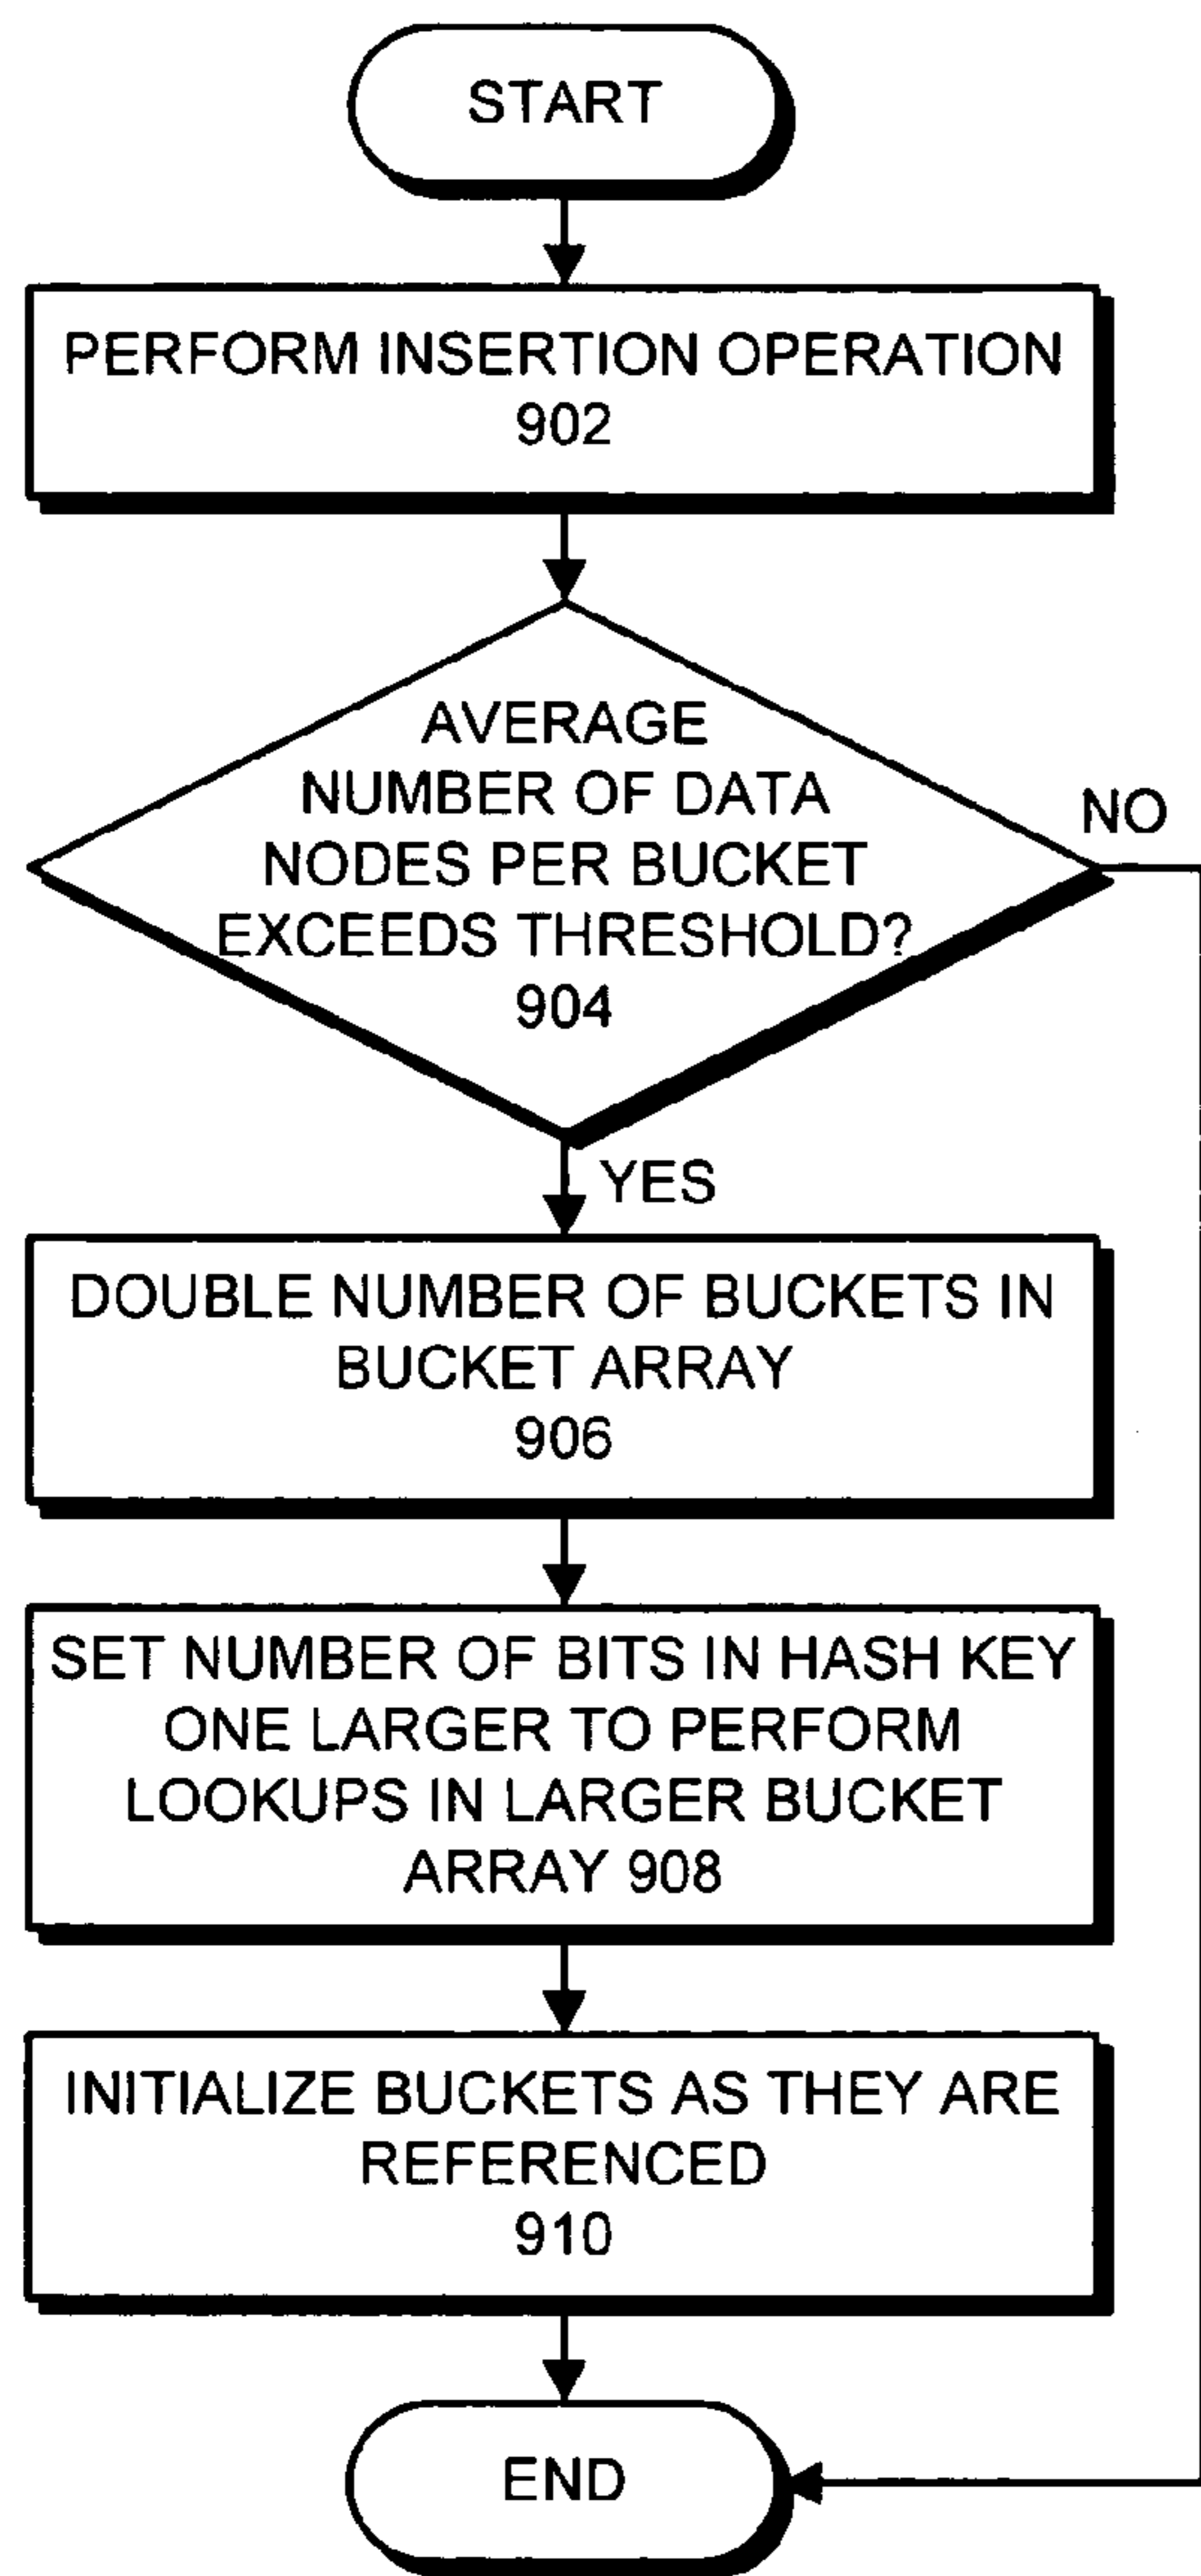 START
PERFORM INSERTION OPERATION
902
AVERAGE
NUMBER OF DATA
NODES PER BUCKET
EXCEEDS THRESHOLD?
904
NO
YES
DOUBLE NUMBER OF BUCKETS IN
BUCKET ARRAY
906
SET NUMBER OF BITS IN HASH KEY
ONE LARGER TO PERFORM
LOOKUPS IN LARGER BUCKET
ARRAY 908
INITIALIZE BUCKETS AS THEY ARE
REFERENCED
910
END